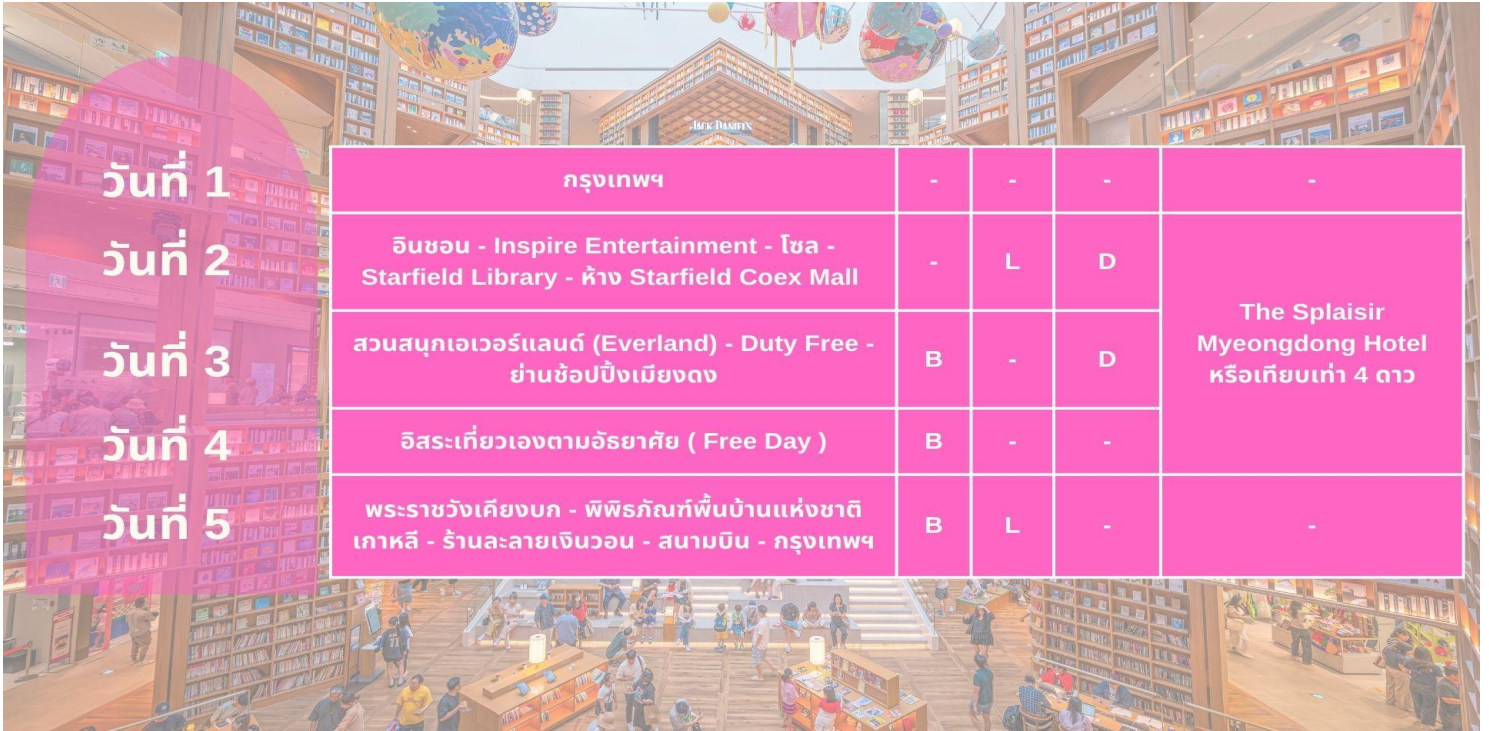 JACK DANIEL'S
วันที่ 1
กรุงเทพฯ - - - -
วันที่ 2
อินชอน - Inspire Entertainment - โซล -
Starfield Library - ห้าง Starfield Coex Mall
- L D
The Splaisir
Myeongdong Hotel
หรือเทียบเท่า 4 ดาว
วันที่ 3
สวนสนุกเอเวอร์แลนด์ (Everland) - Duty Free -
ย่านช้อปปิ้งเมียงดง
B - D
วันที่ 4
อิสระเที่ยวเองตามอัธยาศัย ( Free Day ) B - -
วันที่ 5
พระราชวังเคียงบก - พิพิธภัณฑ์พื้นบ้านแห่งชาติ
เกาหลี - ร้านละลายเงินวอน - สนามบิน - กรุงเทพฯ
B L - -